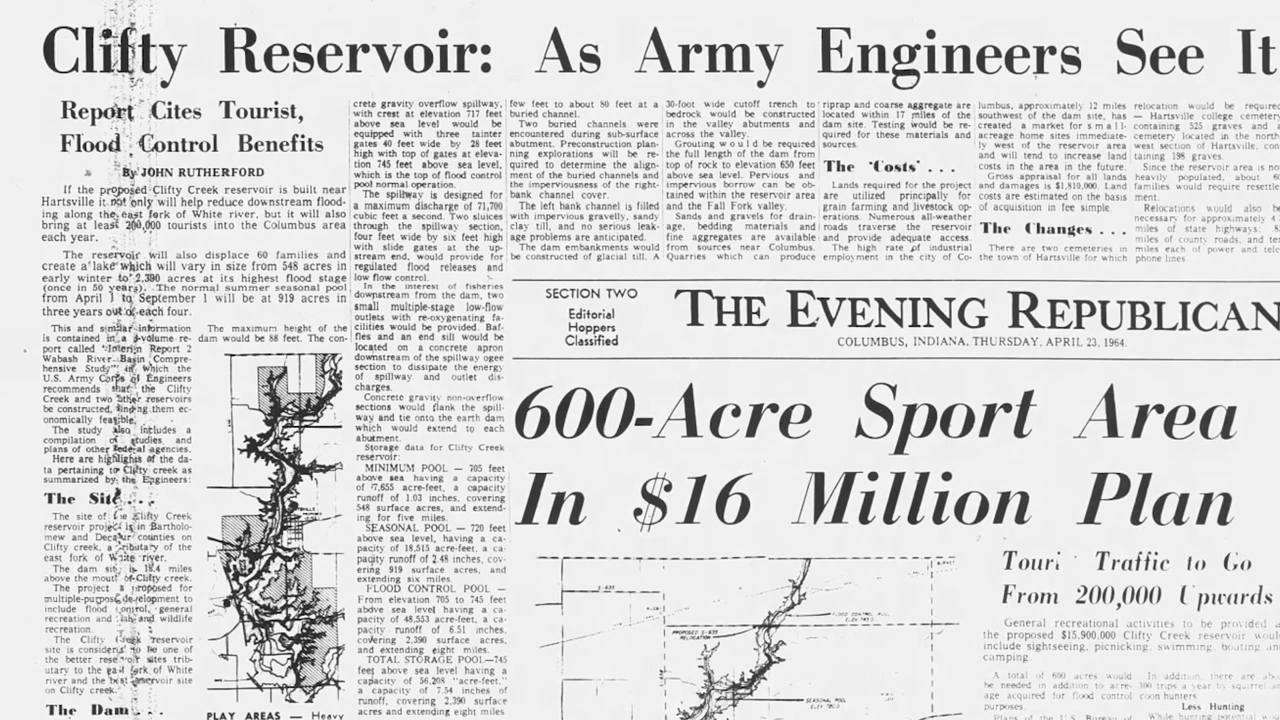 Clifty Reservoir: As Army Engineers See It
Report Cites Tourist,
Flood Control Benefits
By JOHN RUTHERFORD
If the proposed Clifty Creek reservoir is built near
Hartsville it not only will help reduce downstream flood-
ing along the east fork of White river, but it will also
bring at least 200,000 tourists into the Columbus area
each year.
The reservoir will also displace 60 families and
create a lake which will vary in size from 548 acres in
early winter to 2,390 acres at its highest flood stage
(once in 50 years). The normal summer seasonal pool
from April 1 to September 1 will be at 919 acres in
three years out of each four.
This and similar information
is contained in a 3-volume re-
port called "Interim Report 2
Wabash River Basin Compre-
hensive Study" in which the
U.S. Army Corps of Engineers
recommends that the Clifty
Creek and two other reservoirs
be constructed, finding them ec-
onomically feasible.
The study also includes a
compilation of studies and
plans of other federal agencies.
Here are highlights of the da-
ta pertaining to Clifty creek as
summarized by the Engineers:
The Site . . .
The site of the Clifty Creek
reservoir project is in Bartholo-
mew and Decatur counties on
Clifty creek, a tributary of the
east fork of White river.
The dam site is 18.4 miles
above the mouth of Clifty creek.
The project is proposed for
multiple-purpose development to
include flood control, general
recreation and fish and wildlife
recreation.
The Clifty Creek reservoir
site is considered to be one of
the better reservoir sites trib-
utary to the east fork of White
river and the best reservoir site
on Clifty creek.
The Dam . . .
The maximum height of the
dam would be 88 feet. The con-
PLAY AREAS — Heavy
crete gravity overflow spillway,
with crest at elevation 717 feet
above sea level would be
equipped with three tainter
gates 40 feet wide by 28 feet
high with top of gates at eleva-
tion 745 feet above sea level,
which is the top of flood control
pool normal operation.
The spillway is designed for
a maximum discharge of 71,700
cubic feet a second. Two sluices
through the spillway section,
four feet wide by six feet high
with slide gates at the up-
stream end, would provide for
regulated flood releases and
low flow control.
In the interest of fisheries
downstream from the dam, two
small multiple-stage low-flow
outlets with re-oxygenating fa-
cilities would be provided. Baf-
fles and an end sill would be
located on a concrete apron
downstream of the spillway ogee
section to dissipate the energy
of spillway and outlet dis-
charges.
Concrete gravity non-overflow
sections would flank the spill-
way and tie onto the earth dam
which would extend to each
abutment.
Storage data for Clifty Creek
reservoir:
MINIMUM POOL — 705 feet
above sea having a capacity
of 7,655 acre-feet, a capacity
runoff of 1.03 inches, covering
548 surface acres, and extend-
ing for five miles.
SEASONAL POOL — 720 feet
above sea level, having a ca-
pacity of 18,515 acre-feet, a ca-
pacity runoff of 2.48 inches, cov-
ering 919 surface acres, and
extending six miles.
FLOOD CONTROL POOL —
From elevation 705 to 745 feet
above sea level having a ca-
pacity of 48,553 acre-feet, a ca-
pacity runoff of 6.51 inches,
covering 2,390 surface acres,
and extending eight miles.
TOTAL STORAGE POOL—745
feet above sea level having a
capacity of 56,208 "acre-feet,"
a capacity of 7.54 inches of
runoff, covering 2,390 surface
acres and extending eight miles
few feet to about 80 feet at a
buried channel.
Two buried channels were
encountered during sub-surface
abutment. Preconstruction plan-
ning explorations will be re-
quired to determine the align-
ment of the buried channels and
the imperviousness of the right-
bank channel cover.
The left bank channel is filled
with impervious gravelly, sandy
clay till, and no serious leak-
age problems are anticipated.
The dam embankments would
be constructed of glacial till. A
30-foot wide cutoff trench to
bedrock would be constructed
in the valley abutments and
across the valley.
Grouting would be required
the full length of the dam from
top of rock to elevation 650 feet
above sea level. Pervious and
impervious borrow can be ob-
tained within the reservoir area
and the Fall Fork valley.
Sands and gravels for drain-
age, bedding materials and
fine aggregates are available
from sources near Columbus.
Quarries which can produce
riprap and coarse aggregate are
located within 17 miles of the
dam site. Testing would be re-
quired for these materials and
sources.
The 'Costs' . . .
Lands required for the project
are utilized principally for
grain farming and livestock op-
erations. Numerous all-weather
roads traverse the reservoir
and provide adequate access.
The high rate of industrial
employment in the city of Co-
lumbus, approximately 12 miles
southwest of the dam site, has
created a market for small-
acreage home sites immediate-
ly west of the reservoir area
and will tend to increase land
costs in the area in the future.
Gross appraisal for all lands
and damages is $1,810,000. Land
costs are estimated on the basis
of acquisition in fee simple.
The Changes . . .
There are two cemeteries in
the town of Hartsville for which
relocation would be required
— Hartsville college cemetery
containing 525 graves and
cemetery located in the north-
west section of Hartsville, con-
taining 198 graves.
Since the reservoir area is not
heavily populated, about 60
families would require resettle-
ment.
Relocations would also be
necessary for approximately
miles of state highways,
miles of county roads, and
miles each of power and tele-
phone lines
SECTION TWO
Editorial
Hoppers
Classified
THE EVENING REPUBLICAN
COLUMBUS, INDIANA, THURSDAY, APRIL 23, 1964.
600-Acre Sport Area
In $16 Million Plan
Traffic to Go
From 200,000 Upwards
General recreational activities to be provided
the proposed $15,900,000 Clifty Creek reservoir would
include sightseeing, picnicking, swimming, boating and
camping.
A total of 600 acres would
be needed in addition to acre-
age acquired for flood control
purposes.
Plans of the U.S. Bureau of
In addition, there are about
300 trips a year by squirrel and
coon hunters.
Less Hunting
While hunting potential would
S-635
PROPOSED S-635
RELOCATION
FLOOD CONTROL POOL
SEASONAL POOL